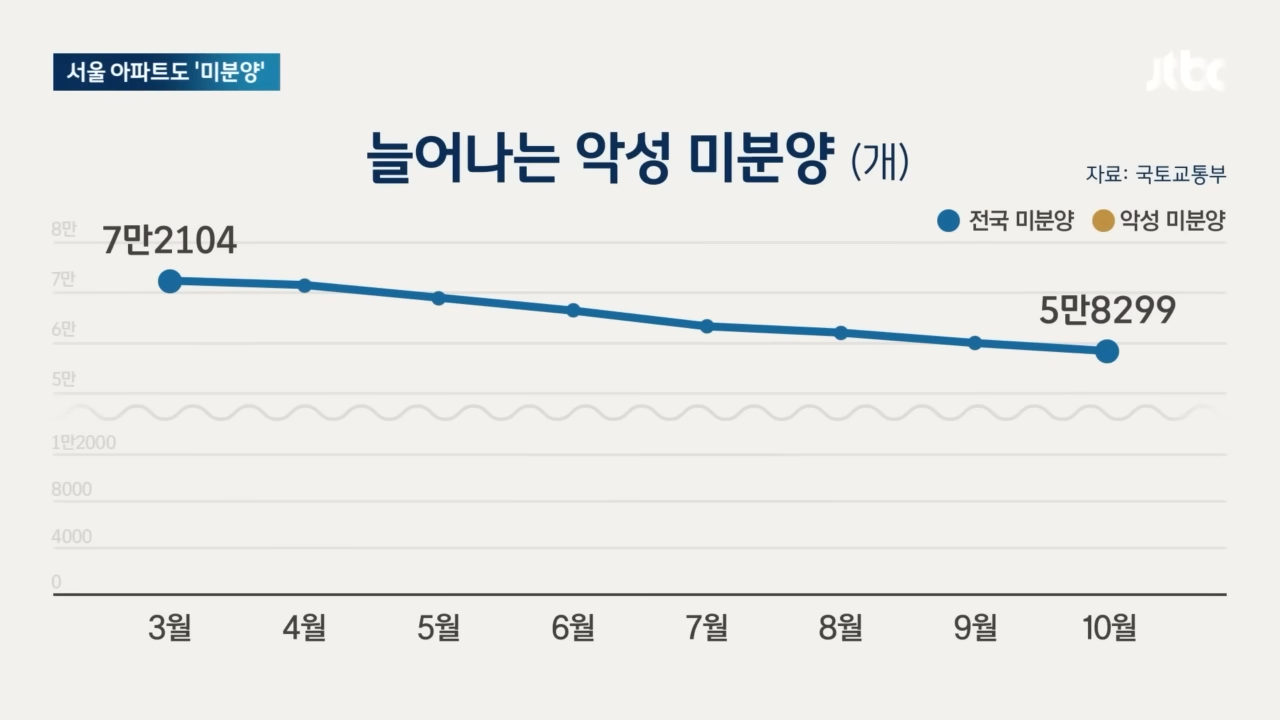 서울 아파트도 '미분양'
jtbc
늘어나는 악성 미분양 (개)
자료: 국토교통부
전국 미분양 악성 미분양
8만
7만2104
7만
5만8299
6만
5만
1만2000
8000
4000
0
3월 4월 5월 6월 7월 8월 9월 10월